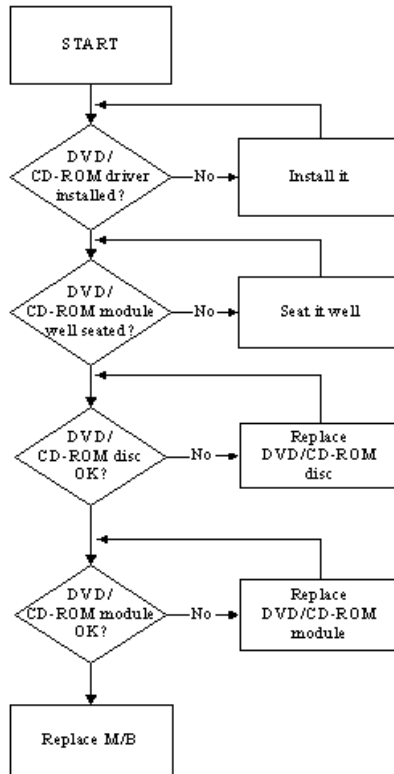 START
DVD/
CD-ROM driver
installed?
No
Install it
DVD/
CD-ROM module
well seated?
No
Seat it well
DVD/
CD-ROM disc
OK?
No
Replace
DVD/CD-ROM
disc
DVD/
CD-ROM module
OK?
No
Replace
DVD/CD-ROM
module
Replace M/B